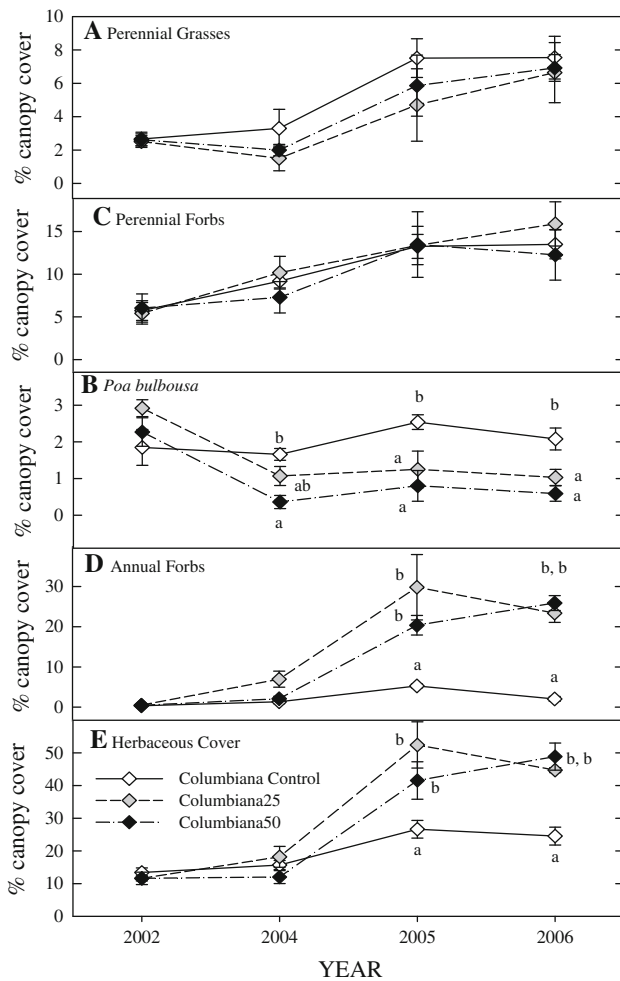 A Perennial Grasses
% canopy cover
10
8
6
4
2
0
C Perennial Forbs
% canopy cover
15
10
5
0
B Poa bulbousa
% canopy cover
3
2
1
0
b
b
b
ab
a
a
a
a
a
D Annual Forbs
% canopy cover
30
20
10
0
b
b
b, b
a
a
E Herbaceous Cover
% canopy cover
50
40
30
20
10
0
Columbiana Control
Columbiana25
Columbiana50
b
b
b, b
a
a
2002 2004 2005 2006
YEAR